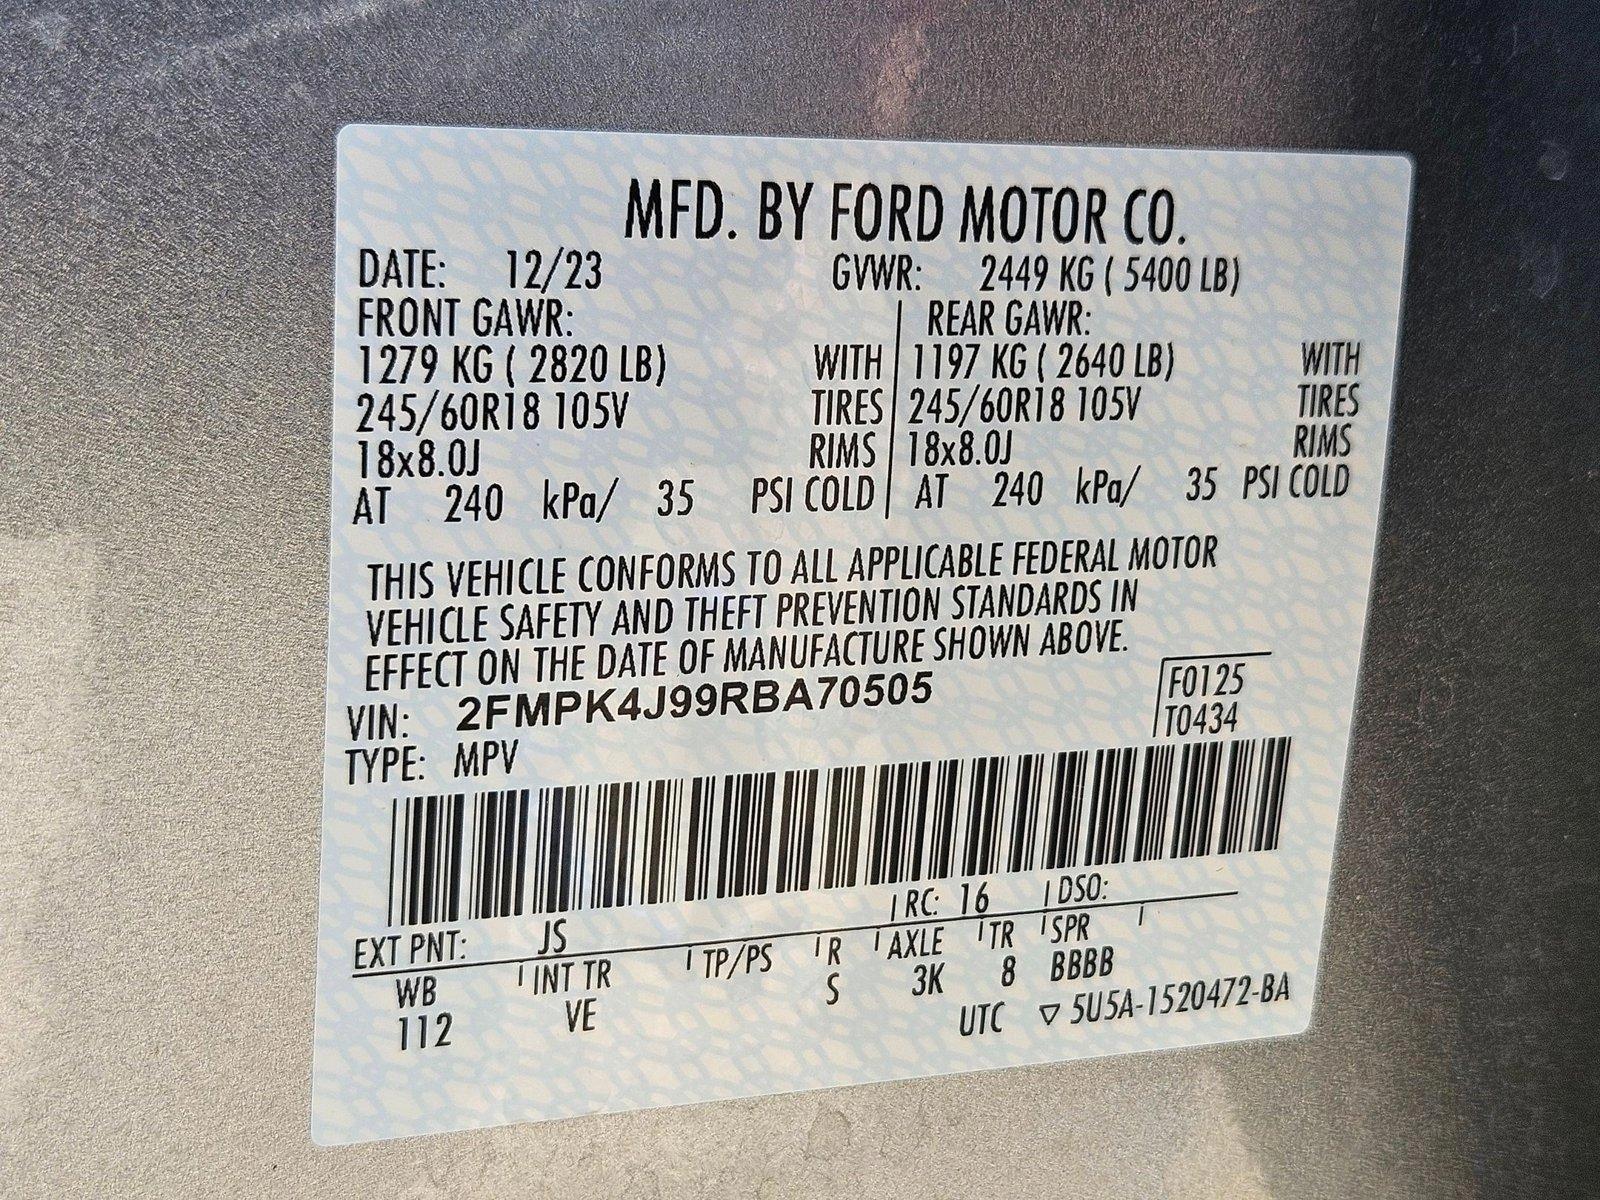 MFD. BY FORD MOTOR CO.
DATE: 12/23 GVWR: 2449 KG ( 5400 LB)
FRONT GAWR: REAR GAWR:
1279 KG ( 2820 LB) WITH 1197 KG ( 2640 LB) WITH
245/60R18 105V TIRES 245/60R18 105V TIRES
18x8.0J RIMS 18x8.0J RIMS
AT 240 kPa/ 35 PSI COLD AT 240 kPa/ 35 PSI COLD
THIS VEHICLE CONFORMS TO ALL APPLICABLE FEDERAL MOTOR
VEHICLE SAFETY AND THEFT PREVENTION STANDARDS IN
EFFECT ON THE DATE OF MANUFACTURE SHOWN ABOVE.
F0125
VIN: 2FMPK4J99RBA70505
T0434
TYPE: MPV
EXT PNT: JS RC: 16 DSO:
WB INT TR TP/PS R AXLE TR SPR
112 VE S 3K 8 BBBB
UTC ▽ 5U5A-1520472-BA